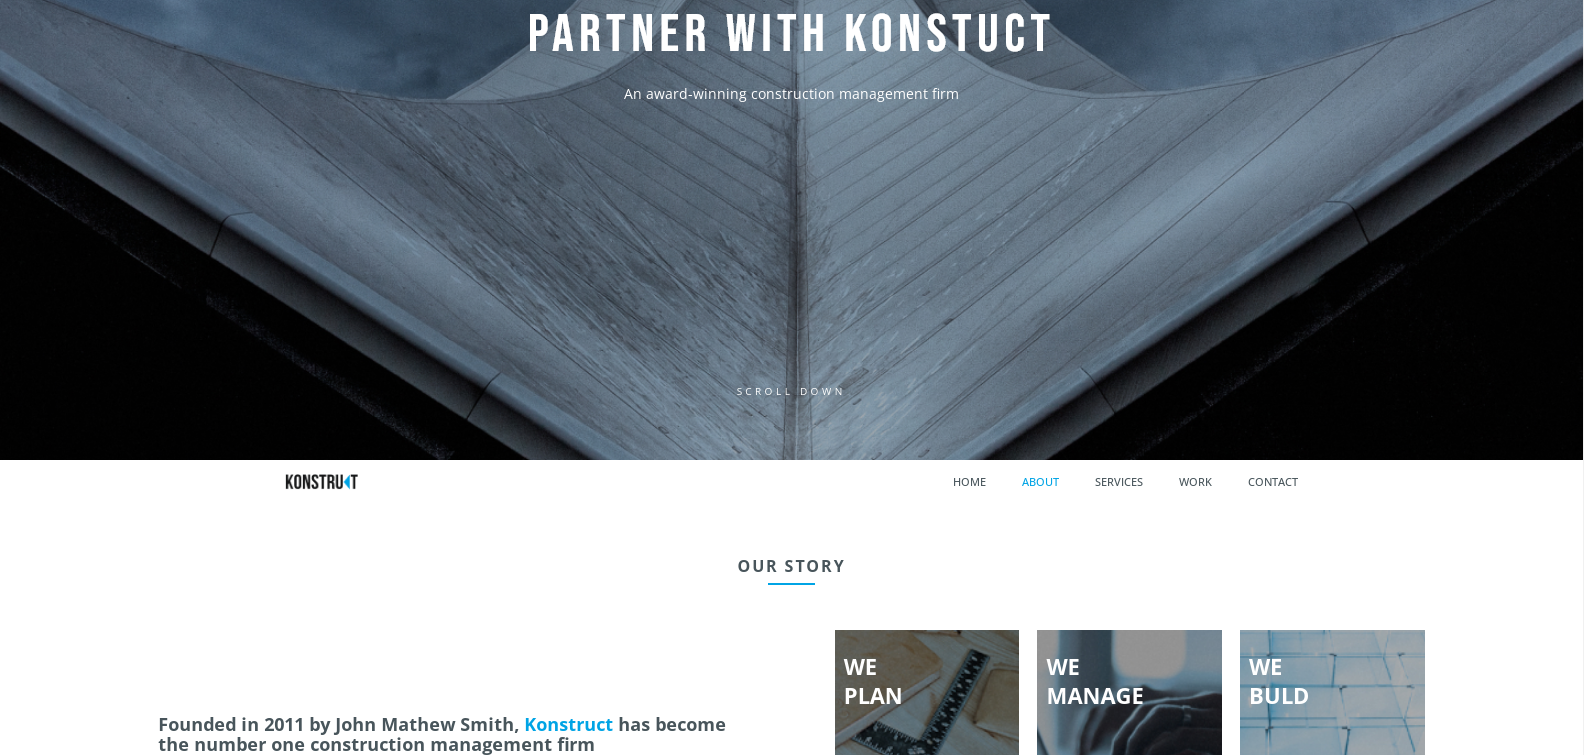 PARTNER WITH KONSTUCT
An award-winning construction management firm
SCROLL DOWN
KONSTRUKT
HOME ABOUT SERVICES WORK CONTACT
OUR STORY
Founded in 2011 by John Mathew Smith, Konstruct has become
the number one construction management firm
WE
PLAN
WE
MANAGE
WE
BULD